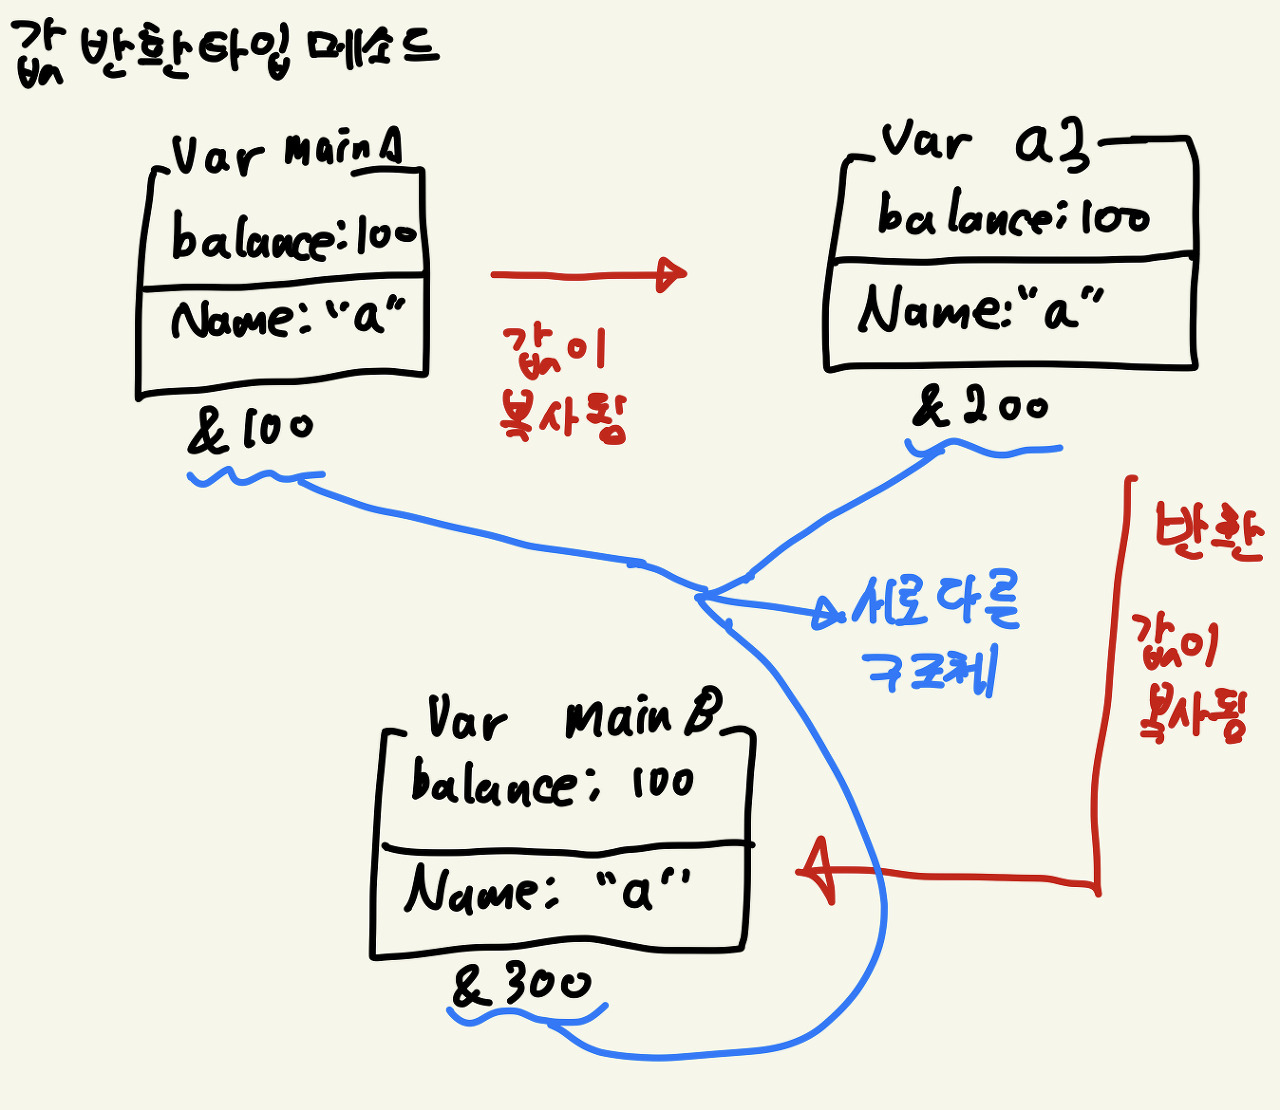 값 반환타입 메소드
Var mainA
balance:100
Name: "a"
&100
값이
복사됨
Var a3
balance:100
Name:"a"
&200
반환
값이
복사됨
서로다른
구조체
Var mainB
balance: 100
Name: "a"
&300